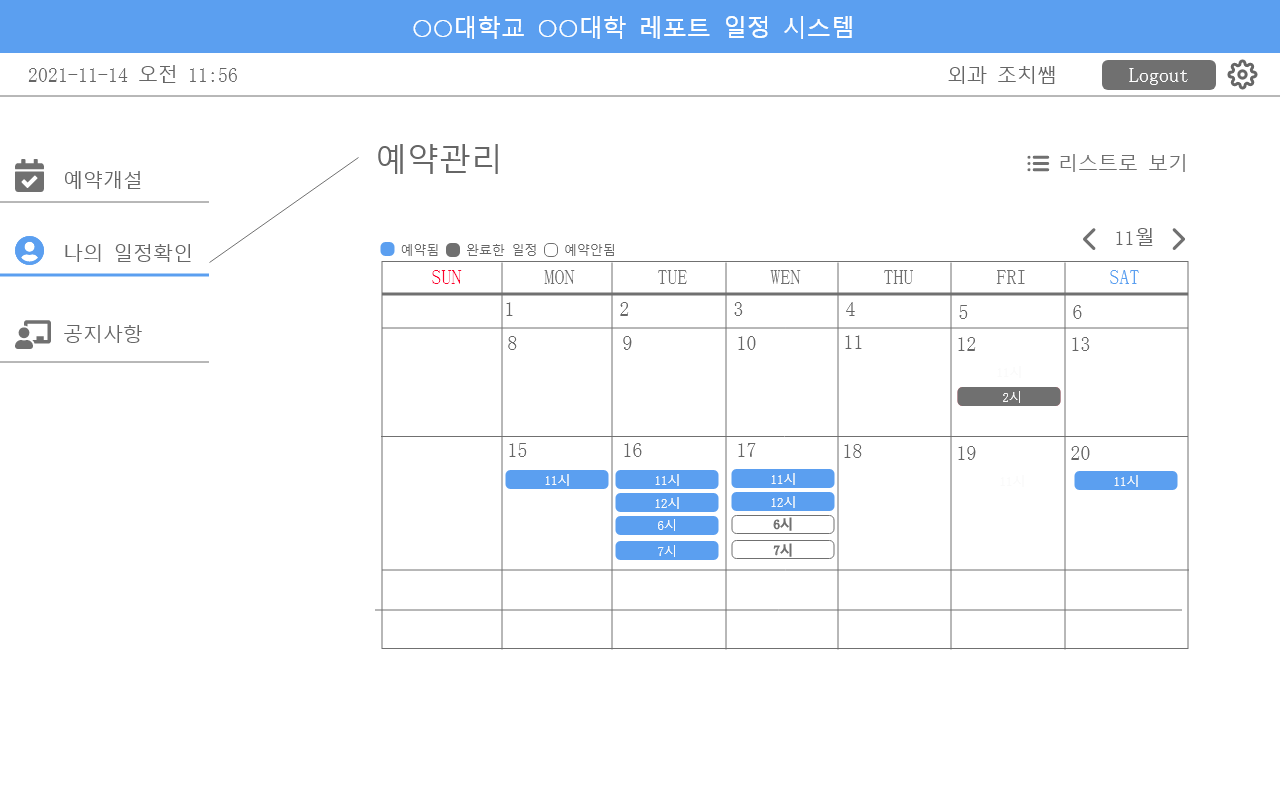 ○○대학교 ○○대학 레포트 일정 시스템
2021-11-14 오전 11:56
외과 조치쌤
Logout
예약개설
나의 일정확인
공지사항
예약관리
리스트로 보기
11월
예약됨 완료한 일정 예약안됨
SUN MON TUE WEN THU FRI SAT
1 2 3 4 5 6
8 9 10 11 12 13
2시
15 16 17 18 19 20
11시 11시 11시 11시
12시 12시
6시 6시
7시 7시